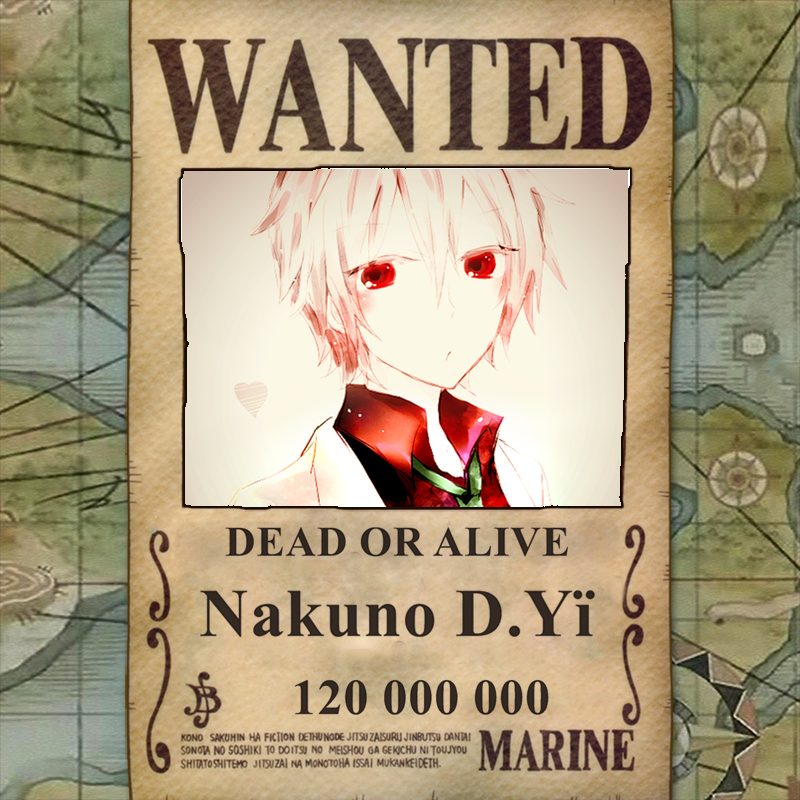 WANTED
DEAD OR ALIVE
Nakuno D.Yï
120 000 000
KONO SAKUHIN HA FICTION DETHUNODE JITSUZAISURU JINBUTSU DANTAI
SONOTA NO SOSHIKI TO DOITSU NO MEISHOU GA GEKICHU NI TOUJYOU
SHITATOSHITEMO JITSUZAI NA MONOTOHA ISSAI MUKANKEIDETH.
MARINE